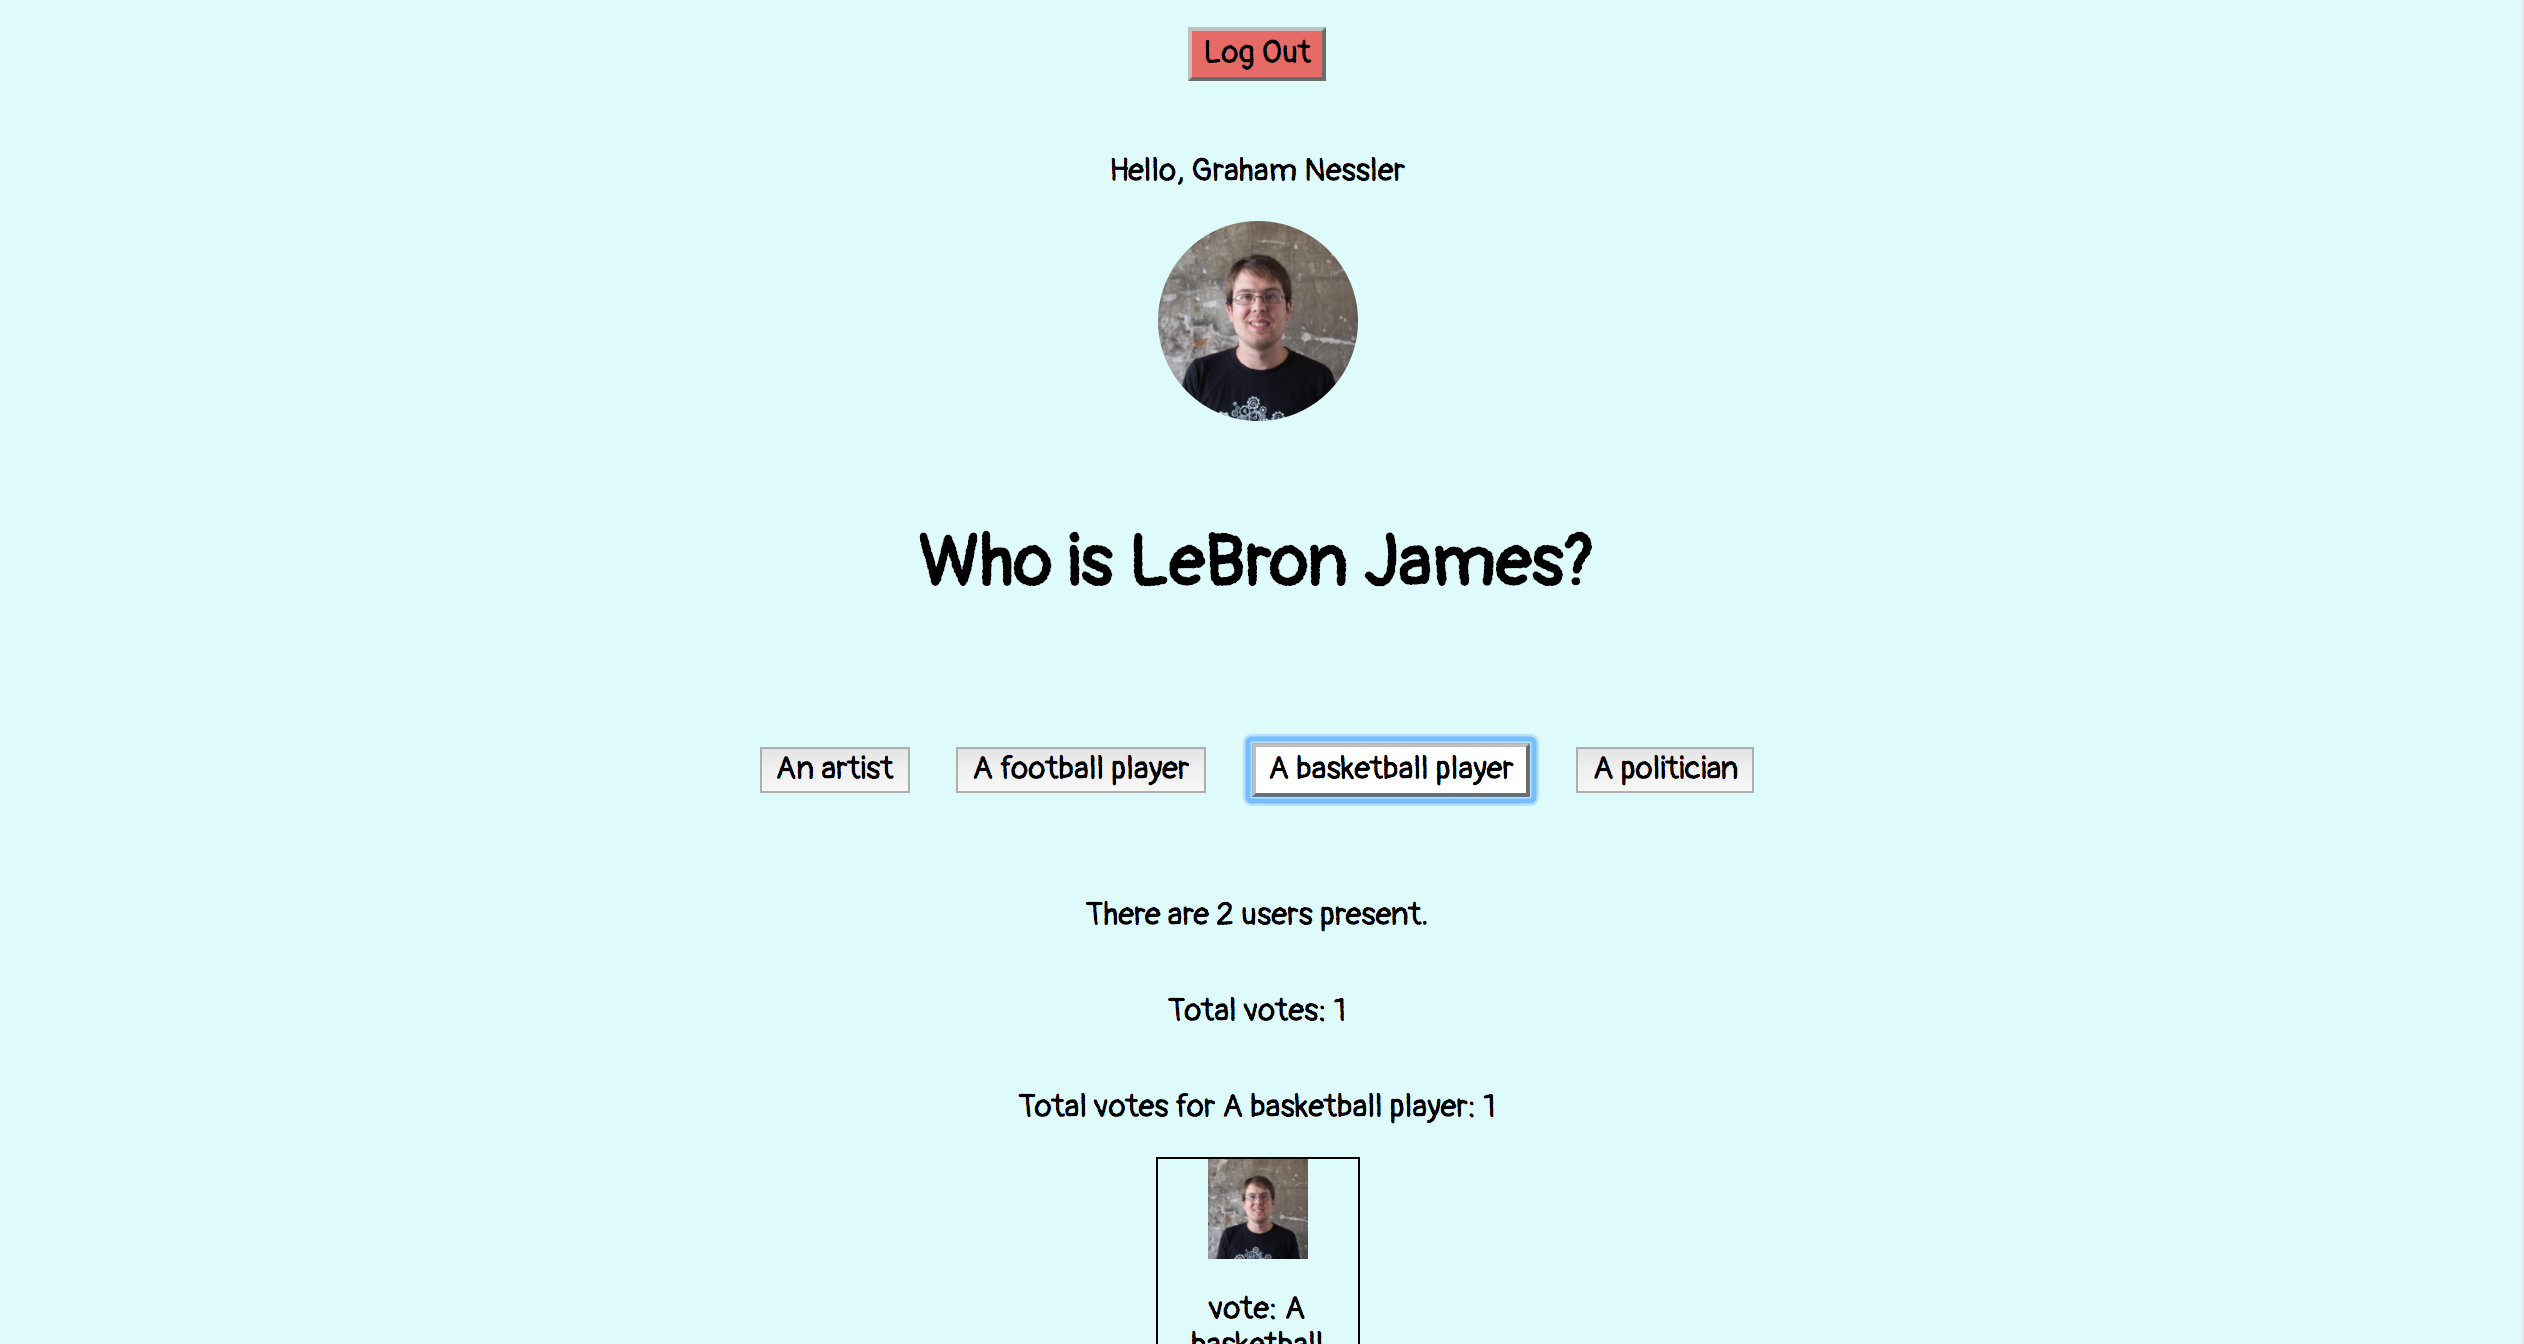 Log Out
Hello, Graham Nessler
Who is LeBron James?
An artist
A football player
A basketball player
A politician
There are 2 users present.
Total votes: 1
Total votes for A basketball player: 1
vote: A
basketball